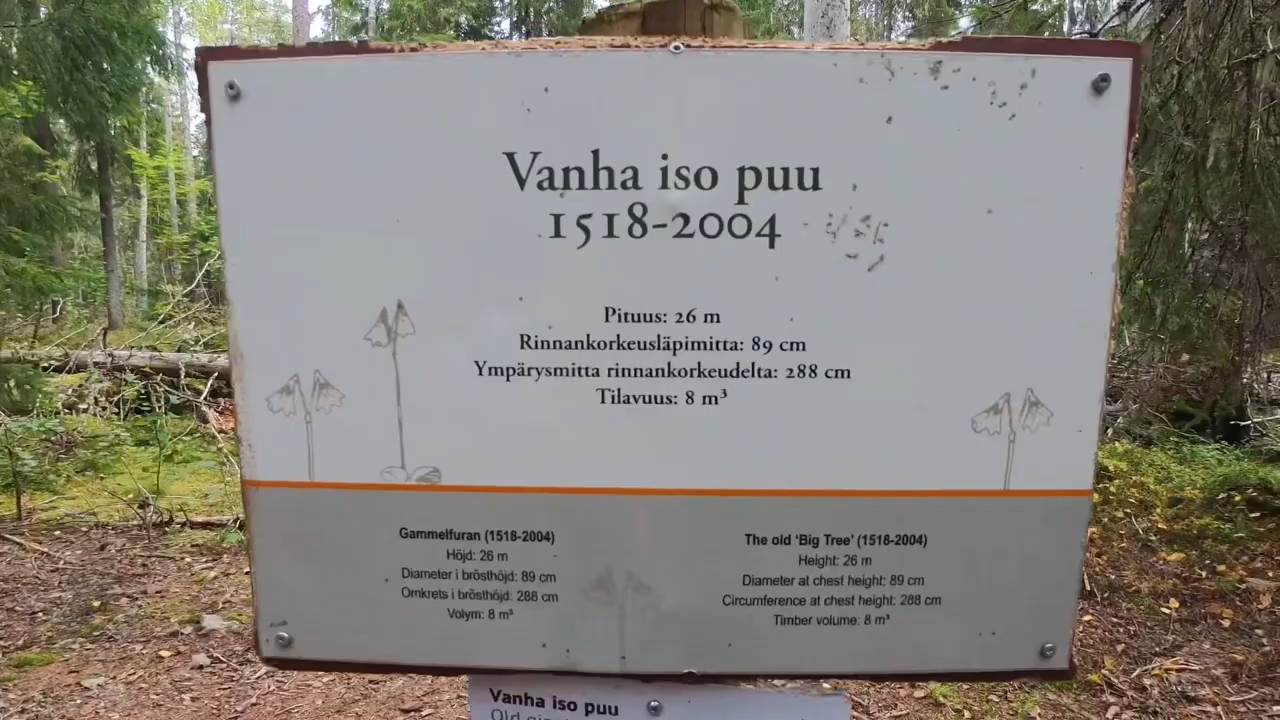 Vanha iso puu
1518-2004
Pituus: 26 m
Rinnankorkeusläpimitta: 89 cm
Ympärysmitta rinnankorkeudelta: 288 cm
Tilavuus: 8 m³
Gammelfuran (1518-2004)
Höjd: 26 m
Diameter i brösthöjd: 89 cm
Omkrets i brösthöjd: 288 cm
Volym: 8 m³
The old ‘Big Tree’ (1518-2004)
Height: 26 m
Diameter at chest height: 89 cm
Circumference at chest height: 288 cm
Timber volume: 8 m³
Vanha iso puu
Old